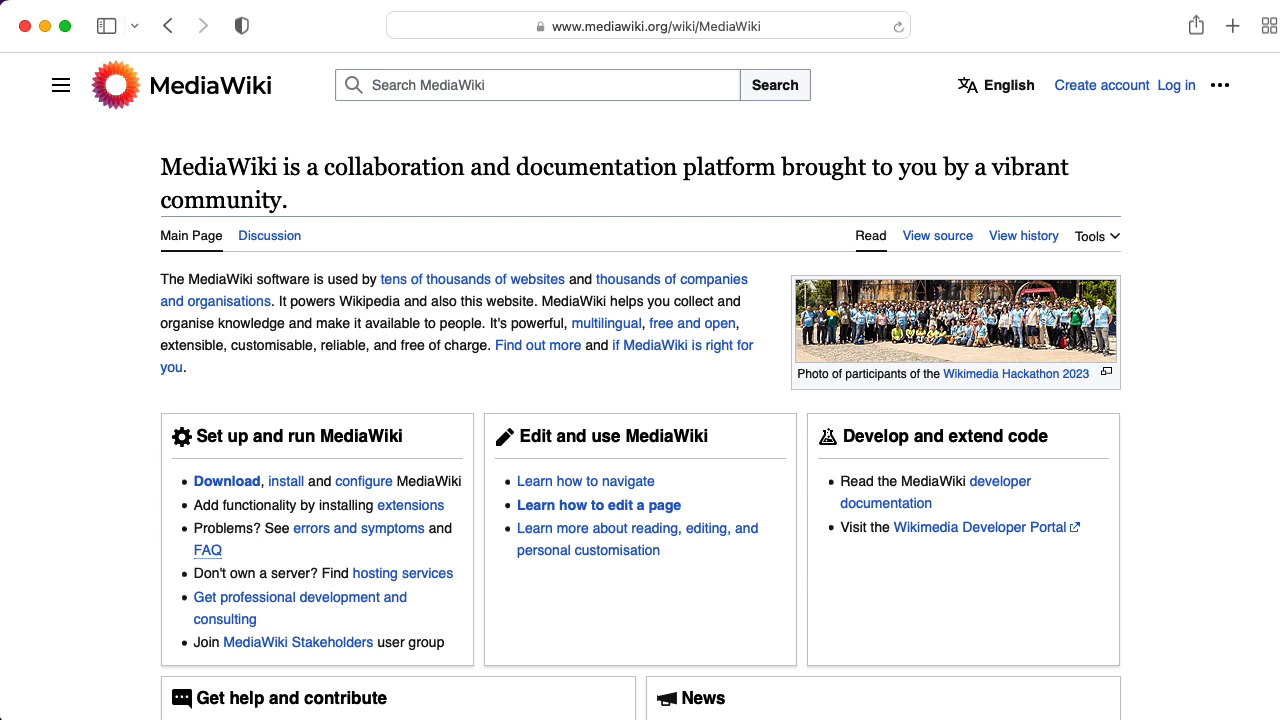 www.mediawiki.org/wiki/MediaWiki
MediaWiki
Search MediaWiki
Search
English
Create account
Log in
MediaWiki is a collaboration and documentation platform brought to you by a vibrant
community.
Main Page
Discussion
Read
View source
View history
Tools
The MediaWiki software is used by tens of thousands of websites and thousands of companies
and organisations. It powers Wikipedia and also this website. MediaWiki helps you collect and
organise knowledge and make it available to people. It's powerful, multilingual, free and open,
extensible, customisable, reliable, and free of charge. Find out more and if MediaWiki is right for
you.
Photo of participants of the Wikimedia Hackathon 2023
Set up and run MediaWiki
Download, install and configure MediaWiki
Add functionality by installing extensions
Problems? See errors and symptoms and
FAQ
Don't own a server? Find hosting services
Get professional development and
consulting
Join MediaWiki Stakeholders user group
Edit and use MediaWiki
Learn how to navigate
Learn how to edit a page
Learn more about reading, editing, and
personal customisation
Develop and extend code
Read the MediaWiki developer
documentation
Visit the Wikimedia Developer Portal
Get help and contribute
News